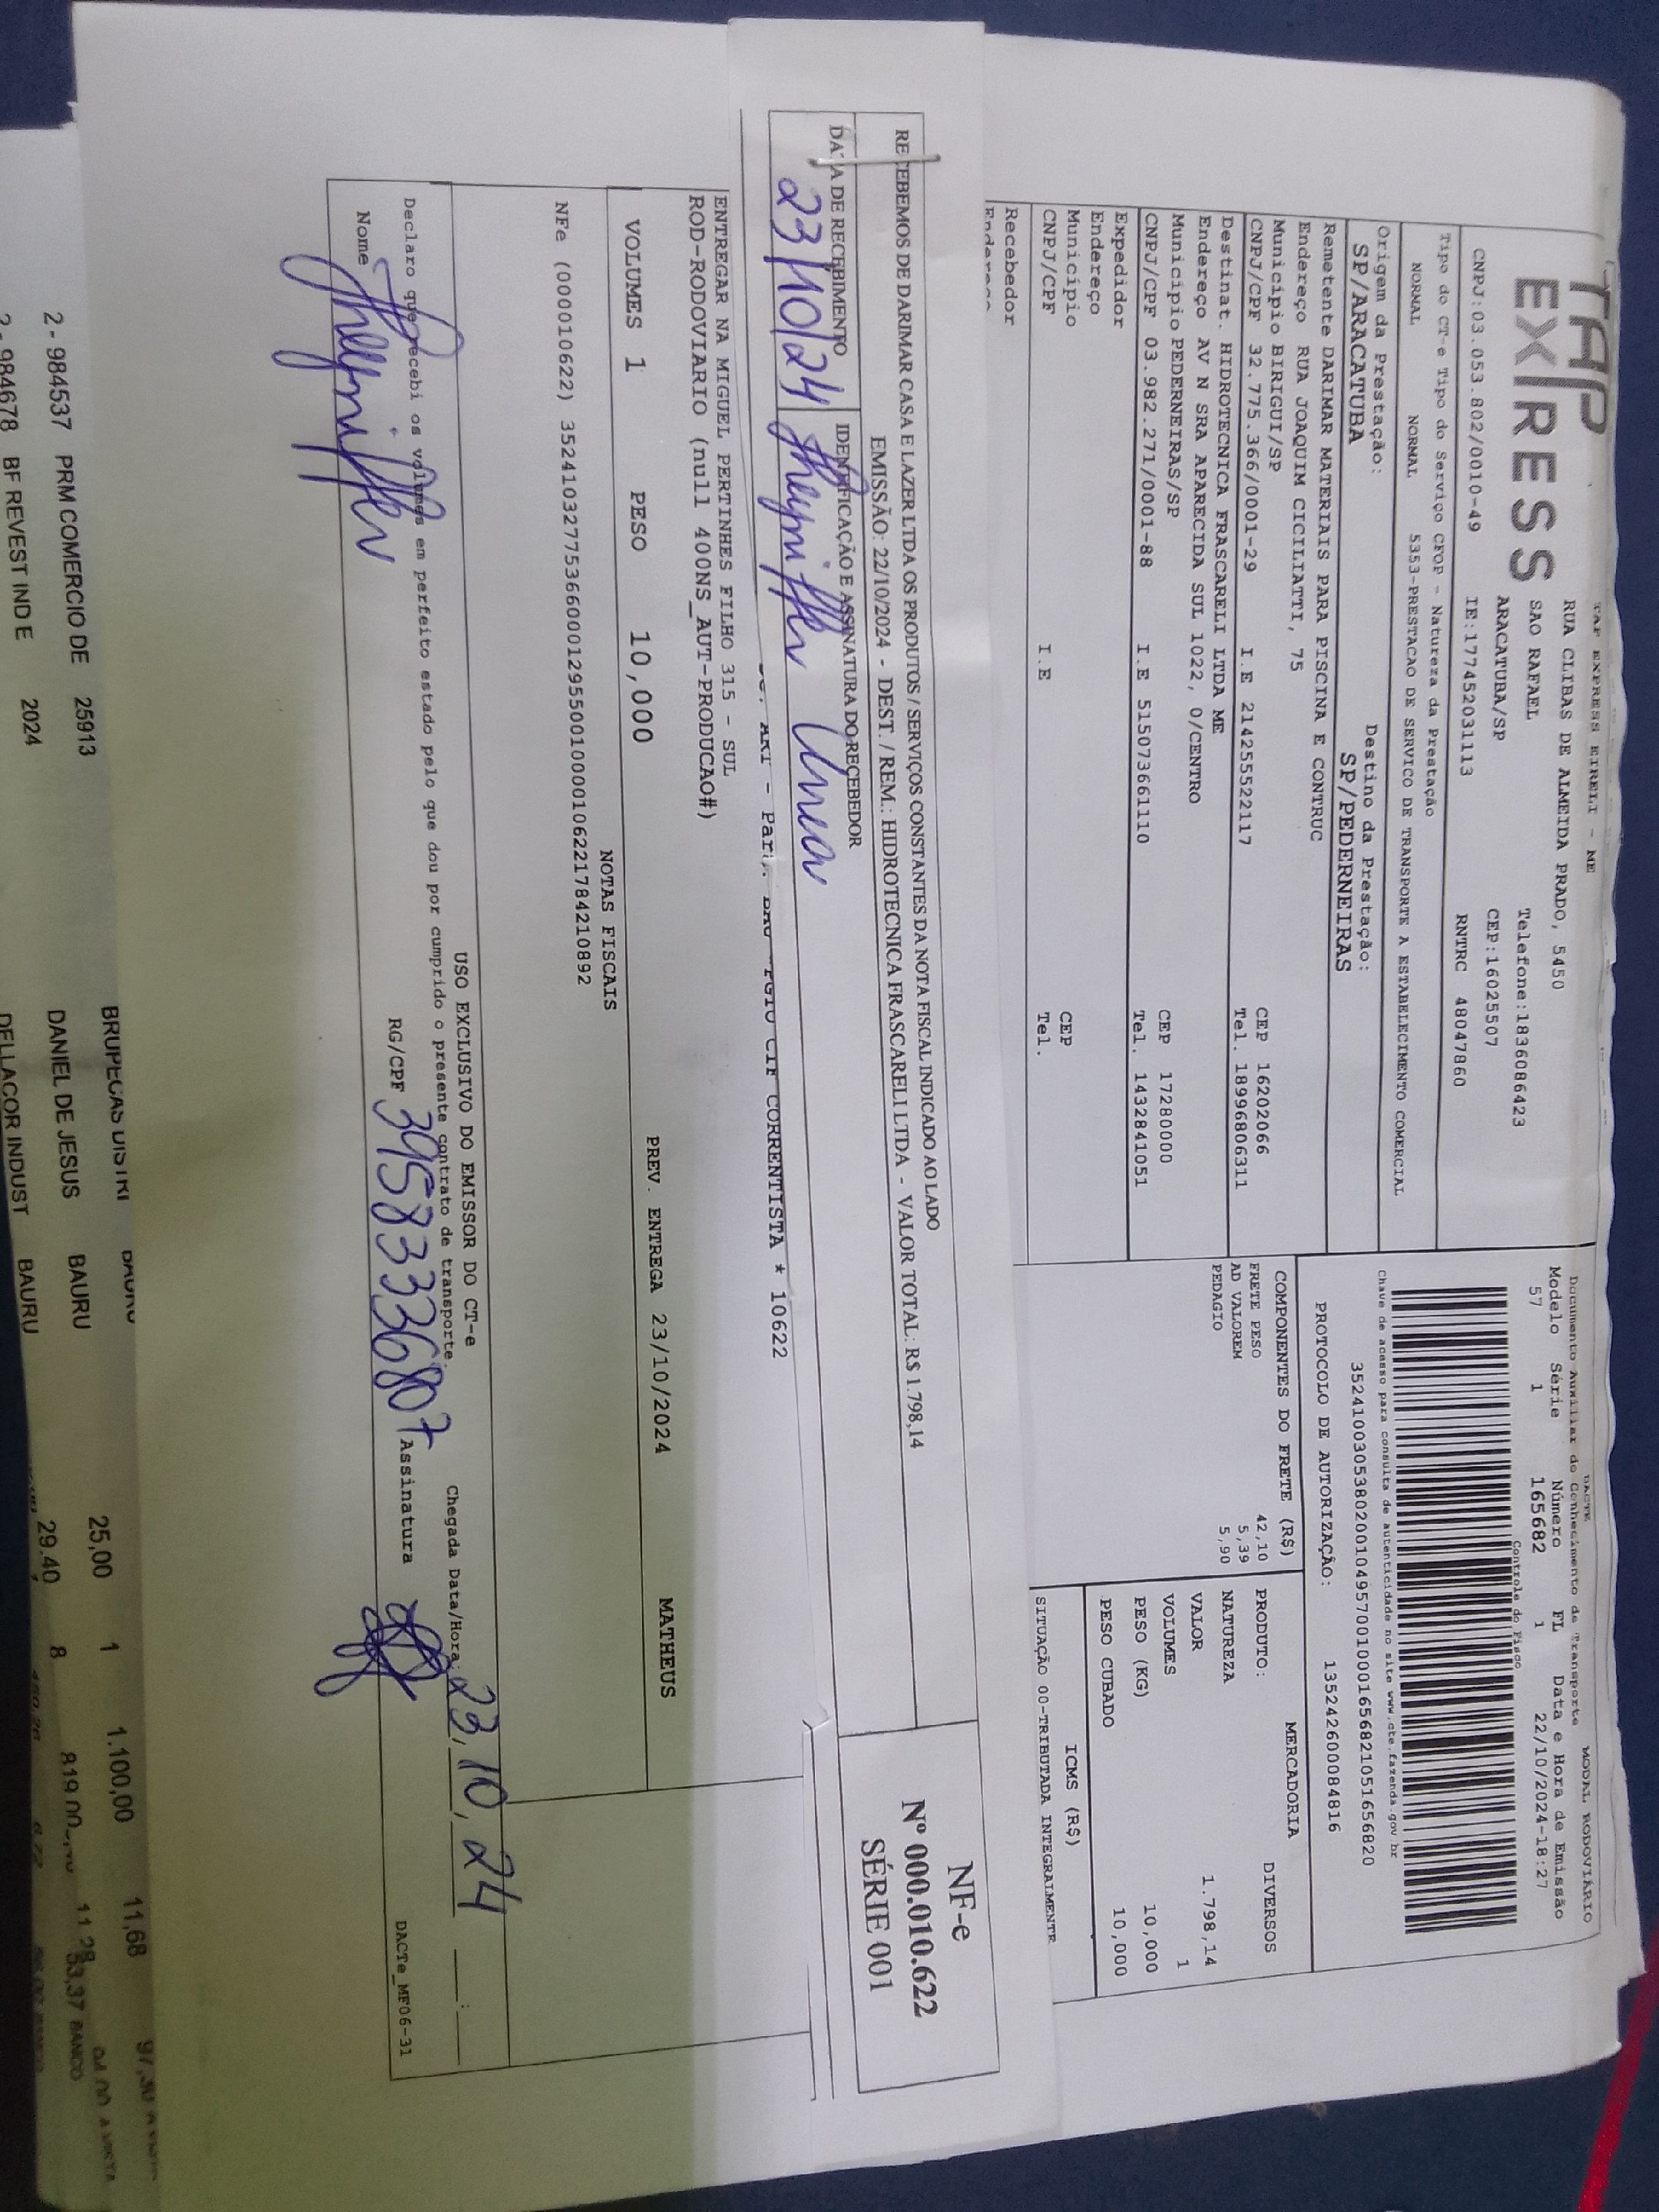 TAP EXPRESS EIRELI - ME
TAP
EXPRESS
RUA CLIBAS DE ALMEIDA PRADO, 5450
SAO RAFAEL
Telefone:1836086423
ARACATUBA/SP
CEP:16025507
CNPJ:03.053.802/0010-49
IE:177452031113
RNTRC 48047860
DACTE
MODAL RODOVIÁRIO
Documento Auxiliar do Conhecimento de Transporte
Modelo Série Número FL Data e Hora de Emissão
57 1 165682 1 22/10/2024-18:27
Controle do Fisco
Chave de acesso para consulta de autenticidade no site www.cte.fazenda.gov.br
35241003053802001049570010001656821051656820
PROTOCOLO DE AUTORIZAÇÃO: 135242600084816
Tipo do CT-e Tipo do Serviço CFOP - Natureza da Prestação
NORMAL NORMAL 5353-PRESTACAO DE SERVICO DE TRANSPORTE A ESTABELECIMENTO COMERCIAL
Origem da Prestação: Destino da Prestação:
SP/ARACATUBA SP/PEDERNEIRAS
Remetente DARIMAR MATERIAIS PARA PISCINA E CONTRUC
Endereço RUA JOAQUIM CICILIATTI, 75
Município BIRIGUI/SP CEP 16202066
CNPJ/CPF 32.775.366/0001-29 I.E 214255522117 Tel. 18996806311
Destinat. HIDROTECNICA FRASCARELI LTDA ME
Endereço AV N SRA APARECIDA SUL 1022, 0/CENTRO
Município PEDERNEIRAS/SP CEP 17280000
CNPJ/CPF 03.982.271/0001-88 I.E 515073661110 Tel. 1432841051
Expedidor
Endereço
Município CEP
CNPJ/CPF I.E Tel.
Recebedor
Endereço
COMPONENTES DO FRETE (R$)
FRETE PESO 42,10
AD VALOREM 5,39
PEDAGIO 5,90
MERCADORIA
PRODUTO: DIVERSOS
NATUREZA
VALOR 1.798,14
VOLUMES 1
PESO (KG) 10,000
PESO CUBADO 10,000
ICMS (R$)
SITUAÇÃO 00-TRIBUTADA INTEGRALMENTE
RECEBEMOS DE DARIMAR CASA E LAZER LTDA OS PRODUTOS / SERVIÇOS CONSTANTES DA NOTA FISCAL INDICADO AO LADO
EMISSÃO: 22/10/2024 - DEST. / REM.: HIDROTECNICA FRASCARELI LTDA - VALOR TOTAL: R$ 1.798,14
DATA DE RECEBIMENTO
IDENTIFICAÇÃO E ASSINATURA DO RECEBEDOR
23/10/24
NF-e
Nº 000.010.622
SÉRIE 001
CORRENTISTA * 10622
ENTREGAR NA MIGUEL PERTINHES FILHO 315 - SUL
ROD-RODOVIARIO (null 400NS_AUT-PRODUCAO#)
MATHEUS
VOLUMES 1 PESO 10,000 PREV. ENTREGA 23/10/2024
NOTAS FISCAIS
NFe (000010622) 35241032775366000129550010000106221784210892
USO EXCLUSIVO DO EMISSOR DO CT-e
Declaro que recebi os volumes em perfeito estado pelo que dou por cumprido o presente contrato de transporte.
Chegada Data/Hora: 23, 10, 24
Nome
RG/CPF 39583336807
Assinatura
DACTe_MF06-31
BRUPECAS DISTRI BAURU 25,00 1 1.100,00 11,68
2 - 984537 PRM COMERCIO DE 25913 DANIEL DE JESUS BAURU 29,40 8
2 - 984678 BF REVEST IND E 2024 DELLACOR INDUST BAURU